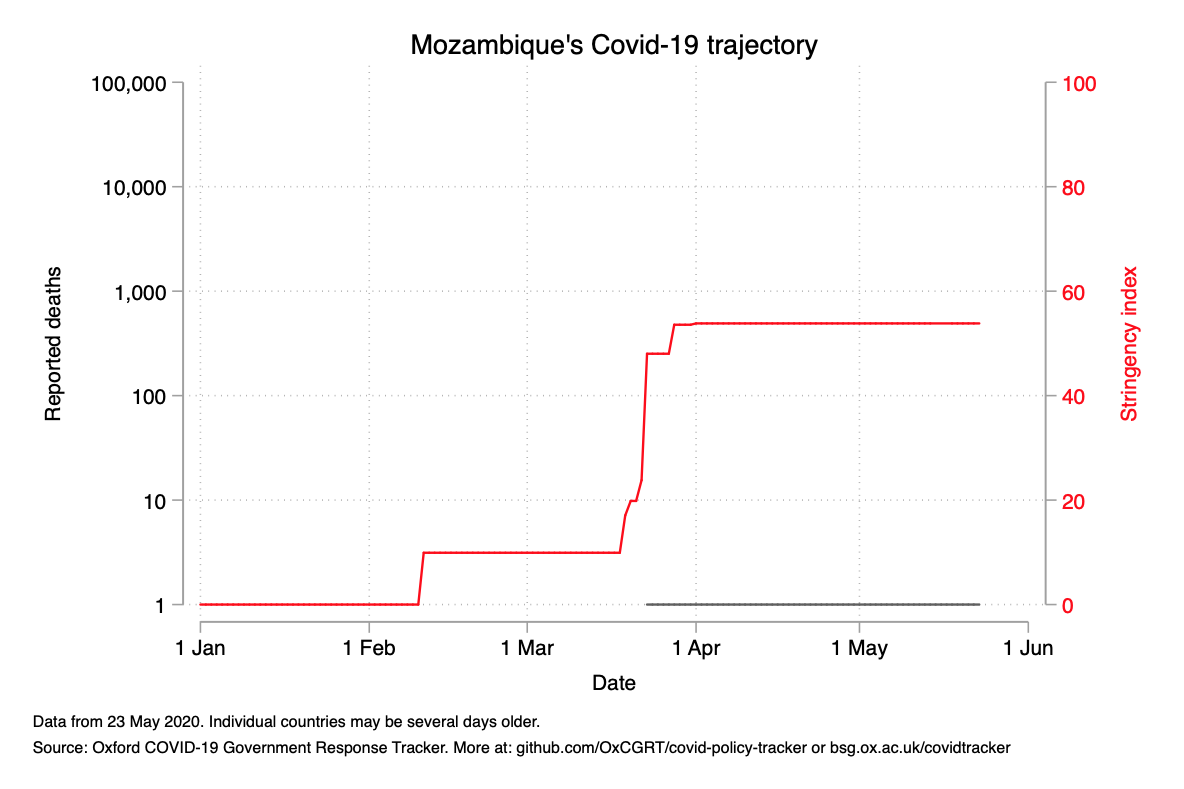 Mozambique's Covid-19 trajectory
100,000
10,000
1,000
100
10
1
Reported deaths
100
80
60
40
20
0
Stringency index
1 Jan
1 Feb
1 Mar
1 Apr
1 May
1 Jun
Date
Data from 23 May 2020. Individual countries may be several days older.
Source: Oxford COVID-19 Government Response Tracker. More at: github.com/OxCGRT/covid-policy-tracker or bsg.ox.ac.uk/covidtracker